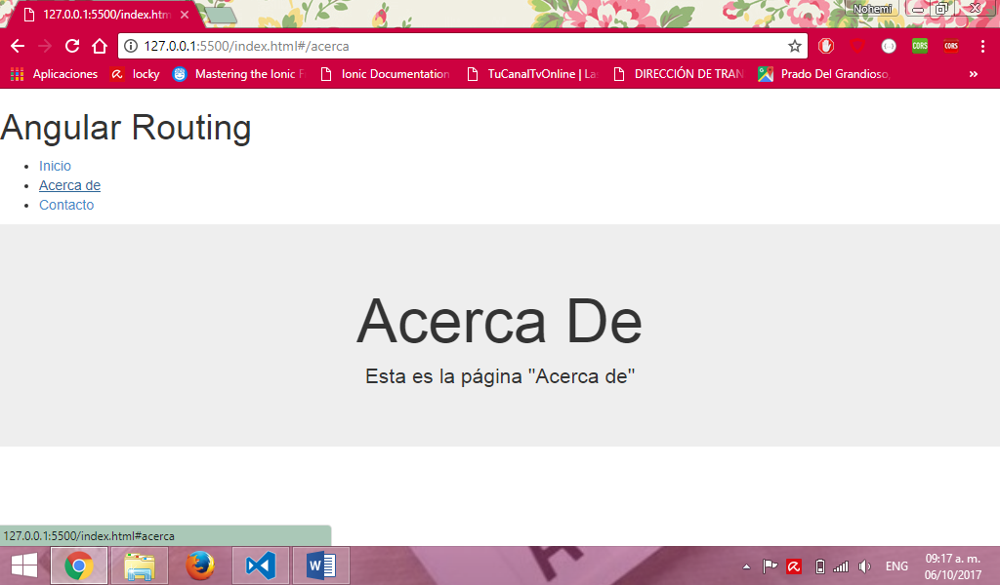 127.0.0.1:5500/index.htm
Nohemí
127.0.0.1:5500/index.html#/acerca
CORS
CORS
Aplicaciones
locky
Mastering the Ionic F
Ionic Documentation
TuCanalTvOnline | La
DIRECCIÓN DE TRAN
Prado Del Grandioso,
»
Angular Routing
• Inicio
• Acerca de
• Contacto
Acerca De
Esta es la página "Acerca de"
127.0.0.1:5500/index.html#acerca
ENG
09:17 a. m.
06/10/2017